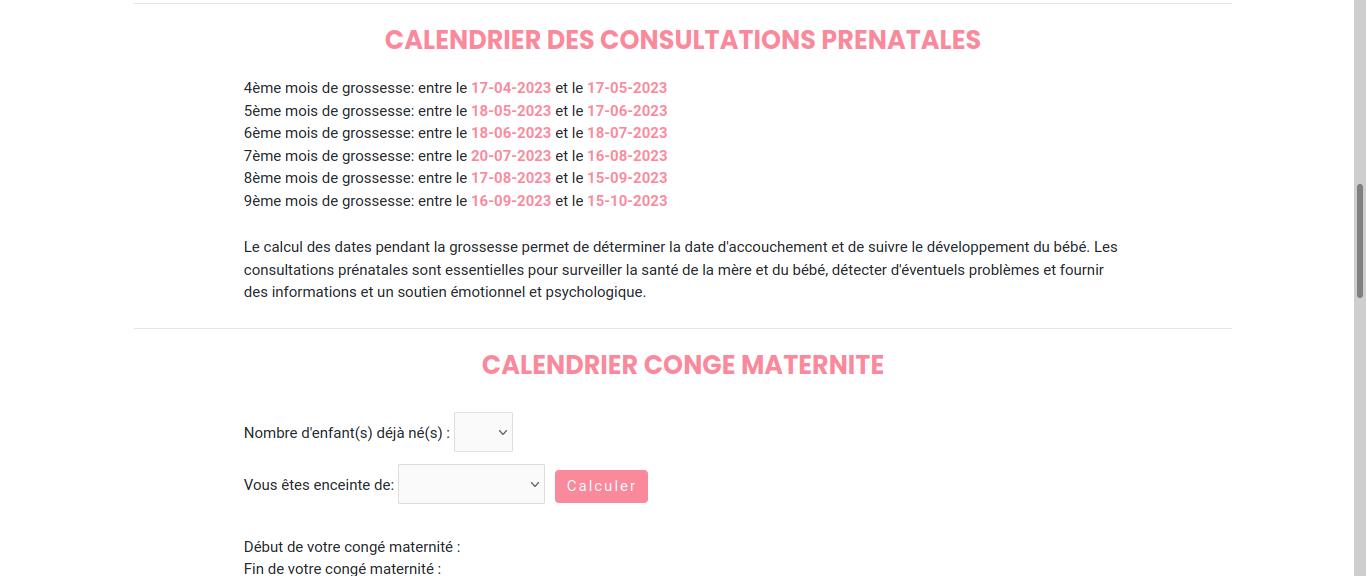 CALENDRIER DES CONSULTATIONS PRENATALES
4ème mois de grossesse: entre le 17-04-2023 et le 17-05-2023
5ème mois de grossesse: entre le 18-05-2023 et le 17-06-2023
6ème mois de grossesse: entre le 18-06-2023 et le 18-07-2023
7ème mois de grossesse: entre le 20-07-2023 et le 16-08-2023
8ème mois de grossesse: entre le 17-08-2023 et le 15-09-2023
9ème mois de grossesse: entre le 16-09-2023 et le 15-10-2023
Le calcul des dates pendant la grossesse permet de déterminer la date d'accouchement et de suivre le développement du bébé. Les
consultations prénatales sont essentielles pour surveiller la santé de la mère et du bébé, détecter d'éventuels problèmes et fournir
des informations et un soutien émotionnel et psychologique.
CALENDRIER CONGE MATERNITE
Nombre d'enfant(s) déjà né(s) :
Vous êtes enceinte de: Calculer
Début de votre congé maternité :
Fin de votre congé maternité :